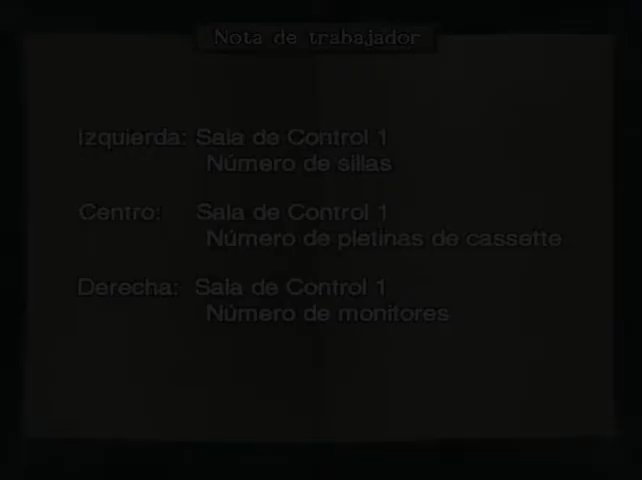 Nota de trabajador
Izquierda: Sala de Control 1
Número de sillas
Centro: Sala de Control 1
Número de pletinas de cassette
Derecha: Sala de Control 1
Número de monitores